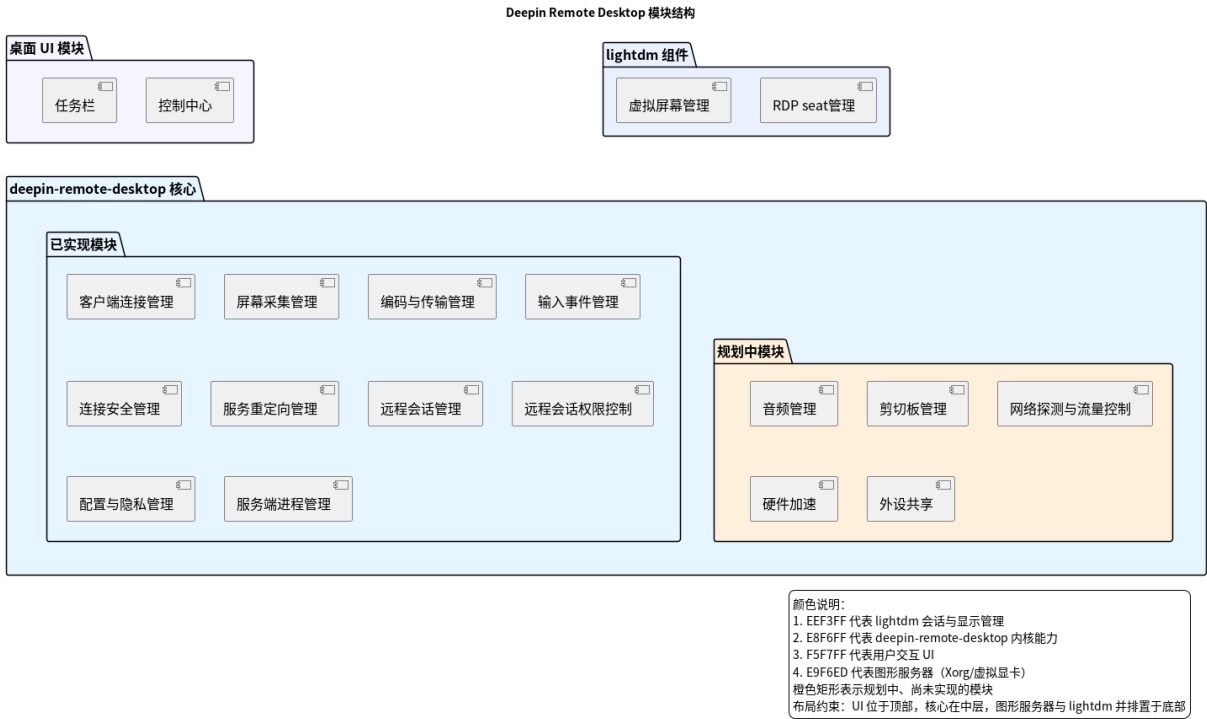 Deepin Remote Desktop 模块结构
桌面 UI 模块
任务栏
控制中心
lightdm 组件
虚拟屏幕管理
RDP seat管理
deepin-remote-desktop 核心
已实现模块
客户端连接管理
屏幕采集管理
编码与传输管理
输入事件管理
连接安全管理
服务重定向管理
远程会话管理
远程会话权限控制
配置与隐私管理
服务端进程管理
规划中模块
音频管理
剪切板管理
网络探测与流量控制
硬件加速
外设共享
颜色说明：
1. EEF3FF 代表 lightdm 会话与显示管理
2. E8F6FF 代表 deepin-remote-desktop 内核能力
3. F5F7FF 代表用户交互 UI
4. E9F6ED 代表图形服务器（Xorg/虚拟显卡）
橙色矩形表示规划中、尚未实现的模块
布局约束：UI 位于顶部，核心在中层，图形服务器与 lightdm 并排置于底部